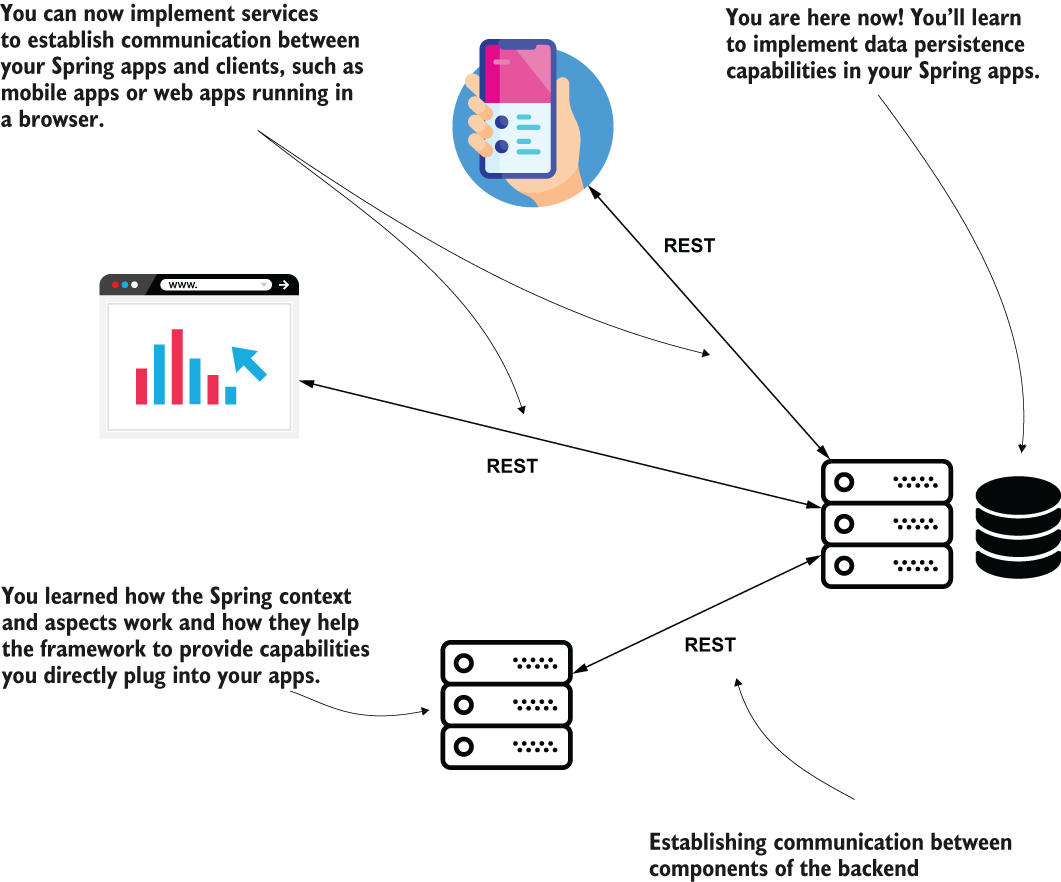 You can now implement services
to establish communication between
your Spring apps and clients, such as
mobile apps or web apps running in
a browser.
You are here now! You’ll learn
to implement data persistence
capabilities in your Spring apps.
REST
www.
REST
You learned how the Spring context
and aspects work and how they help
the framework to provide capabilities
you directly plug into your apps.
REST
Establishing communication between
components of the backend